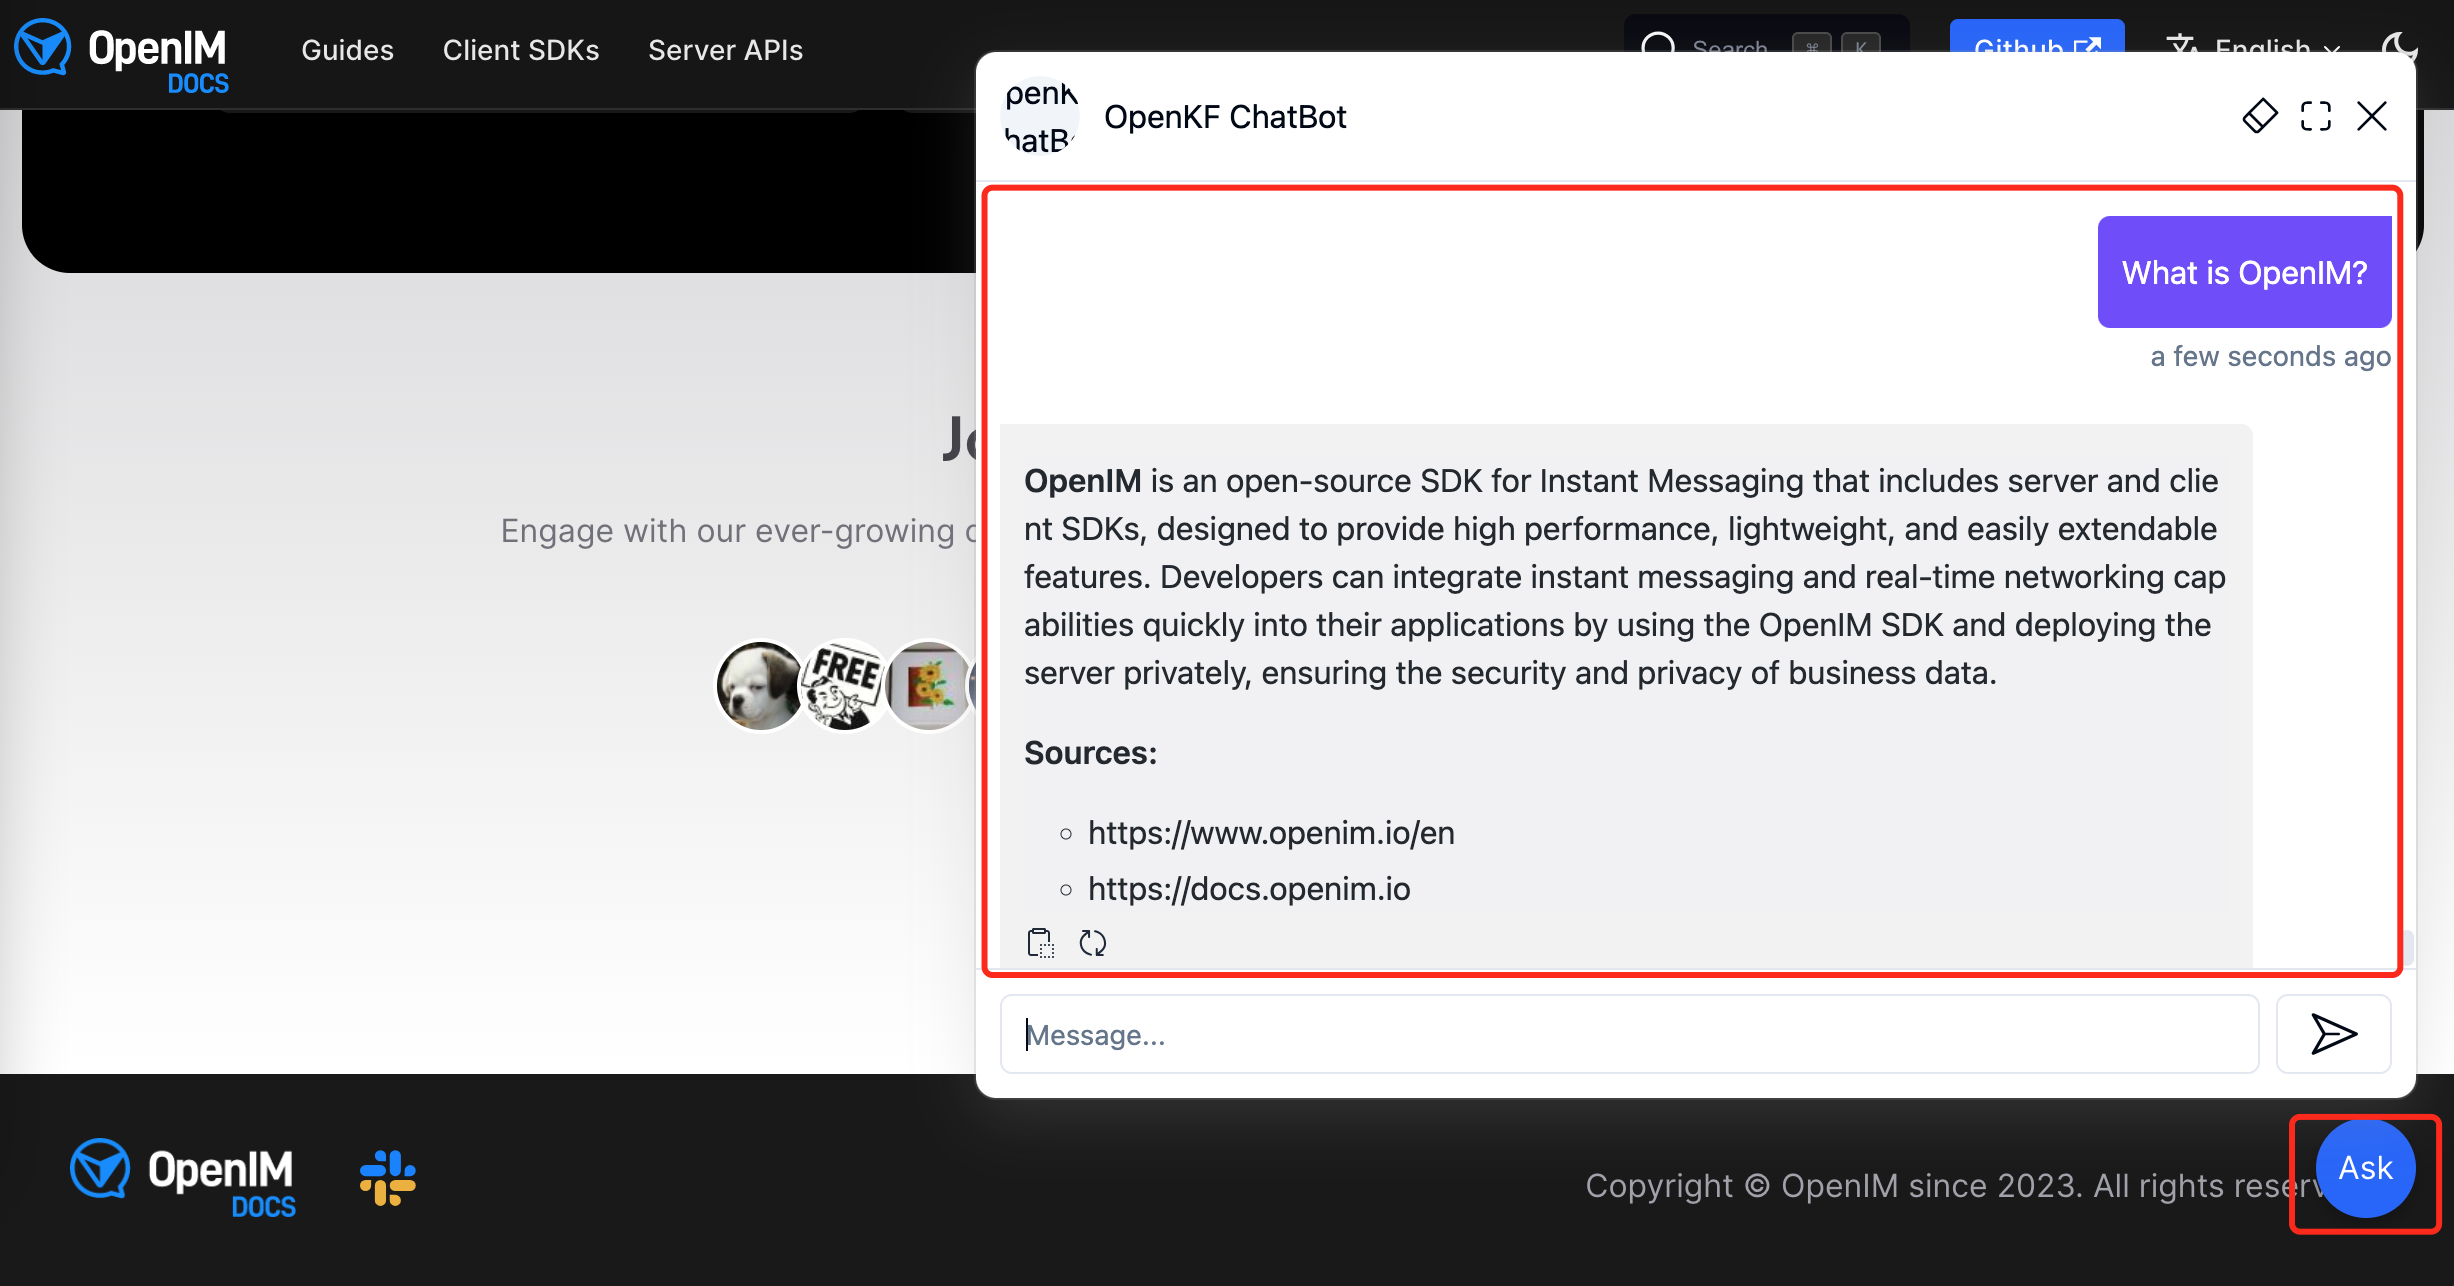 OpenIM
DOCS
Guides
Client SDKs
Server APIs
Search
K
Github
English
OpenKF ChatBot
What is OpenIM?
a few seconds ago
OpenIM is an open-source SDK for Instant Messaging that includes server and clie
nt SDKs, designed to provide high performance, lightweight, and easily extendable
features. Developers can integrate instant messaging and real-time networking cap
abilities quickly into their applications by using the OpenIM SDK and deploying the
server privately, ensuring the security and privacy of business data.
Sources:
https://www.openim.io/en
https://docs.openim.io
Message...
Engage with our ever-growing
FREE
OpenIM
DOCS
Copyright © OpenIM since 2023. All rights reserv
Ask